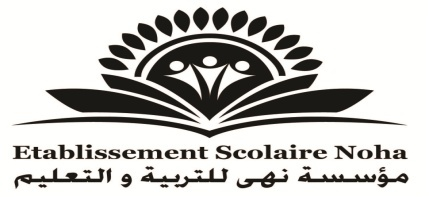 Etablissement Scolaire Noha
مؤسسة نهى للتربية و التعليم